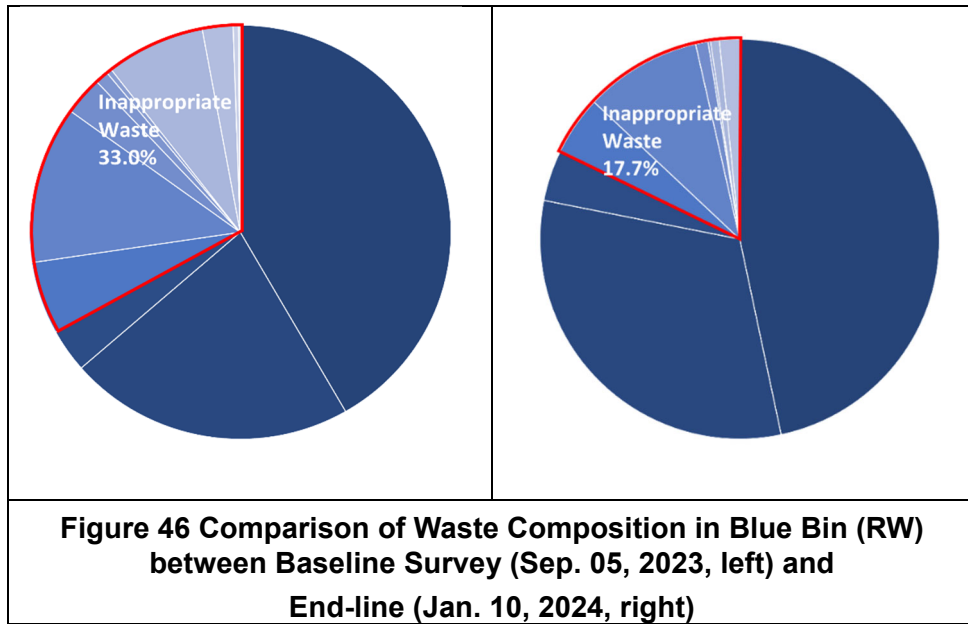 Inappropriate
Waste
33.0%
Inappropriate
Waste
17.7%
Figure 46 Comparison of Waste Composition in Blue Bin (RW)
between Baseline Survey (Sep. 05, 2023, left) and
End-line (Jan. 10, 2024, right)